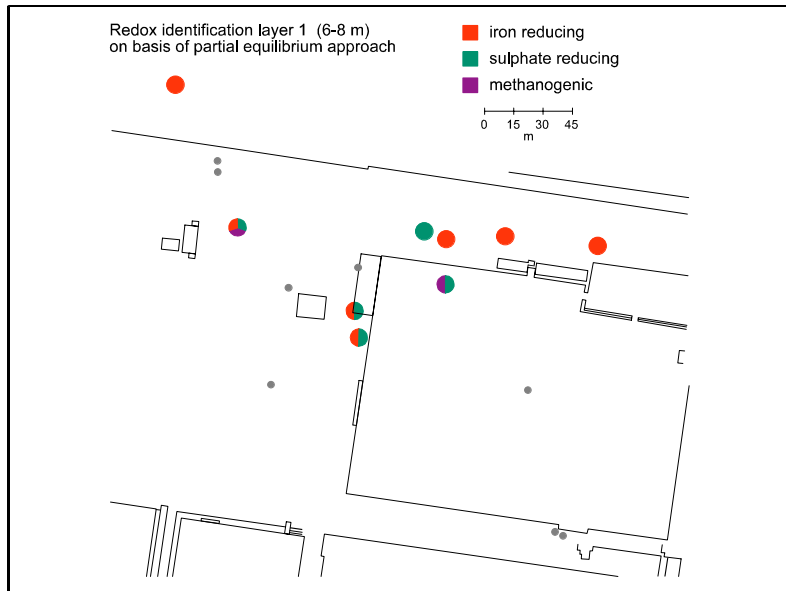 Redox identification layer 1 (6-8 m)
on basis of partial equilibrium approach
iron reducing
sulphate reducing
methanogenic
0 15 30 45
m